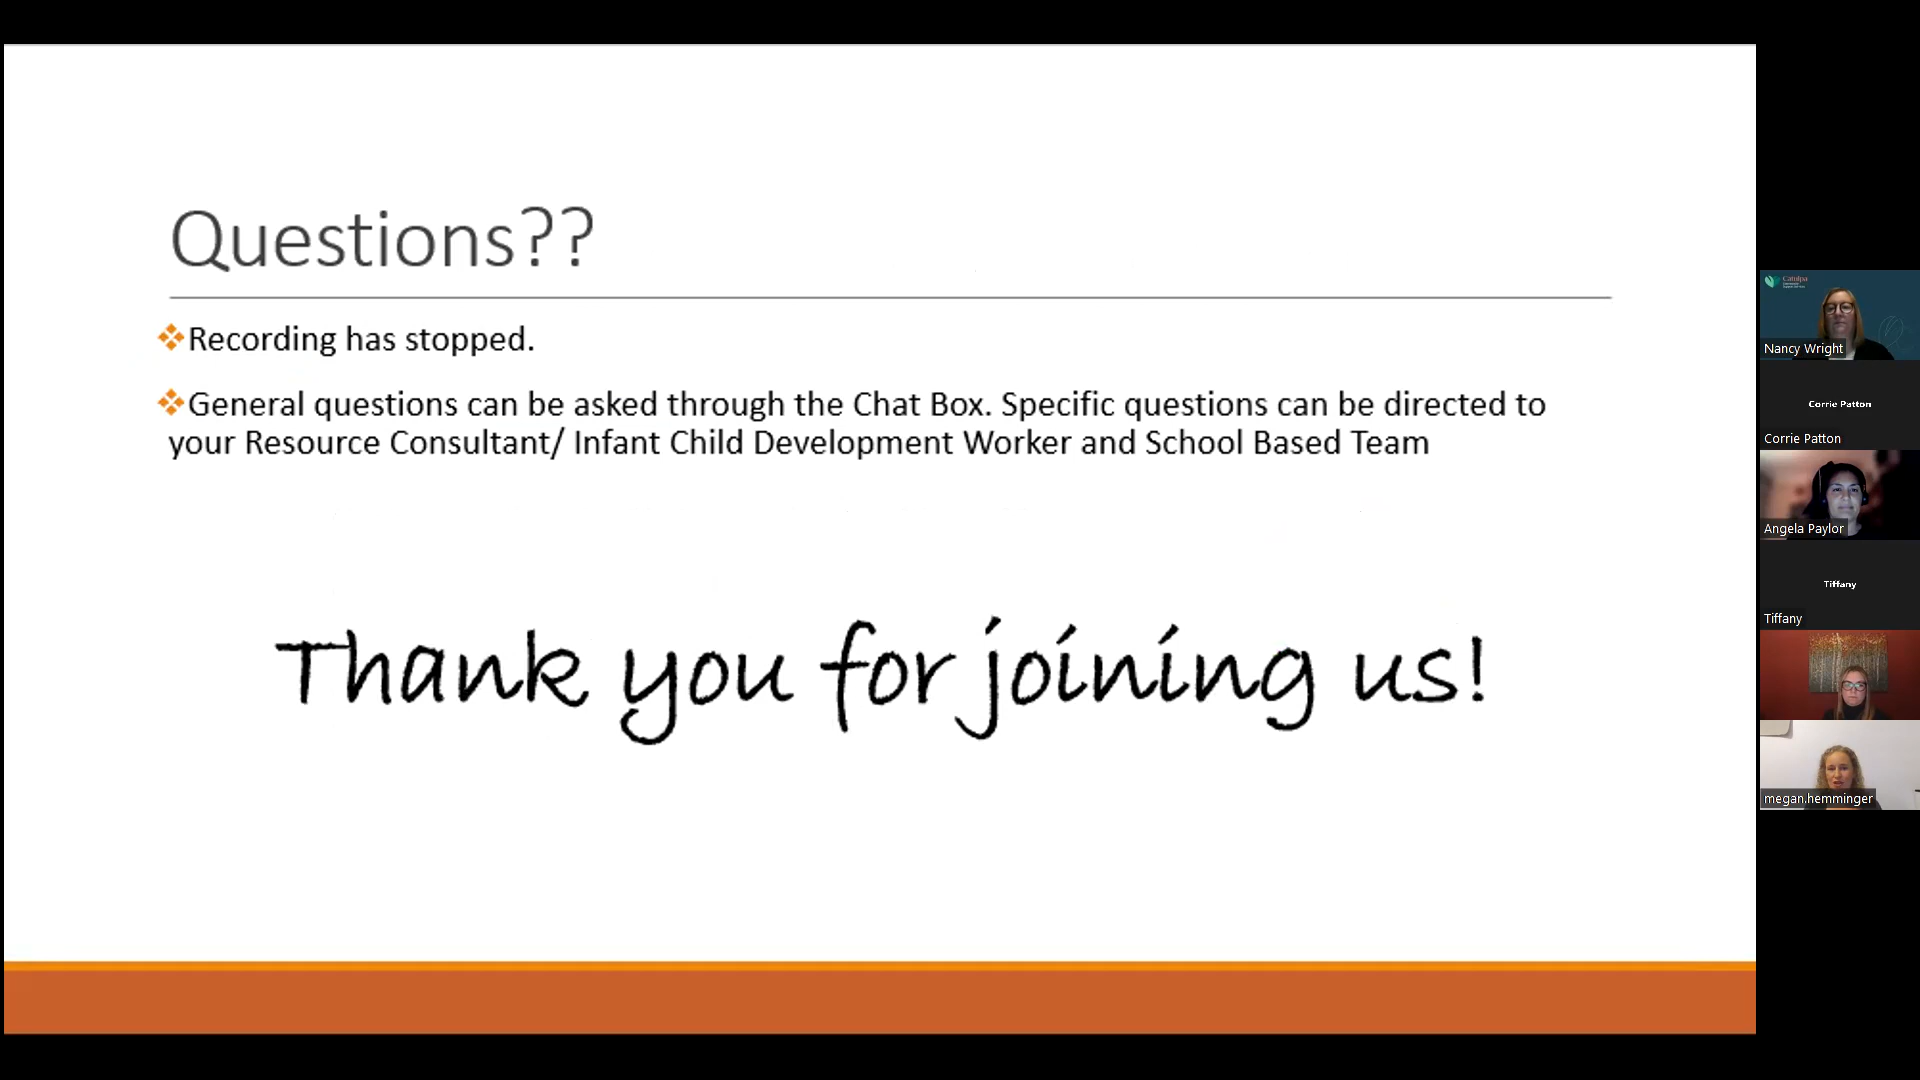 Questions??
Recording has stopped.
General questions can be asked through the Chat Box. Specific questions can be directed to
your Resource Consultant/ Infant Child Development Worker and School Based Team
Thank you for joining us!
Catulpa
Nancy Wright
Corrie Patton
Corrie Patton
Angela Paylor
Tiffany
Tiffany
megan.hemminger